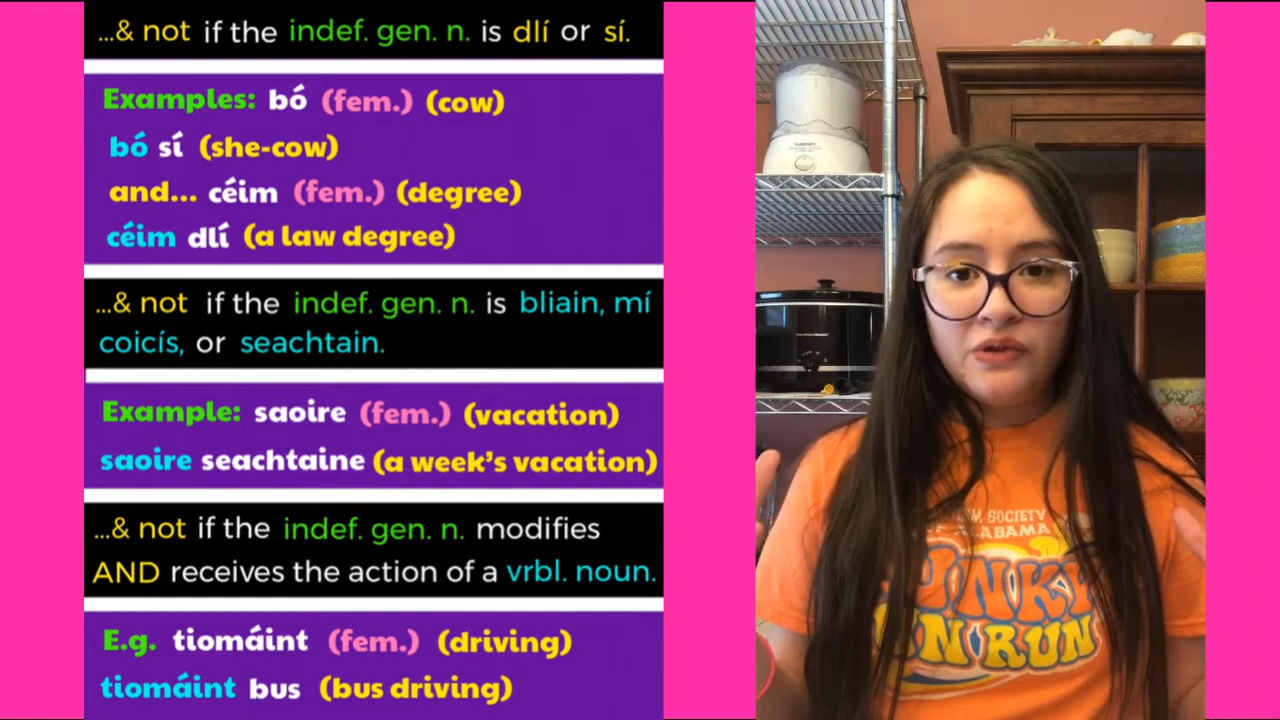 ...& not if the indef. gen. n. is dlí or sí.
Examples: bó (fem.) (cow)
bó sí (she-cow)
and... céim (fem.) (degree)
céim dlí (a law degree)
...& not if the indef. gen. n. is bliain, mí
coicís, or seachtain.
Example: saoire (fem.) (vacation)
saoire seachtaine (a week's vacation)
...& not if the indef. gen. n. modifies
AND receives the action of a vrbl. noun.
E.g. tiomáint (fem.) (driving)
tiomáint bus (bus driving)
SOCIETY
RUN